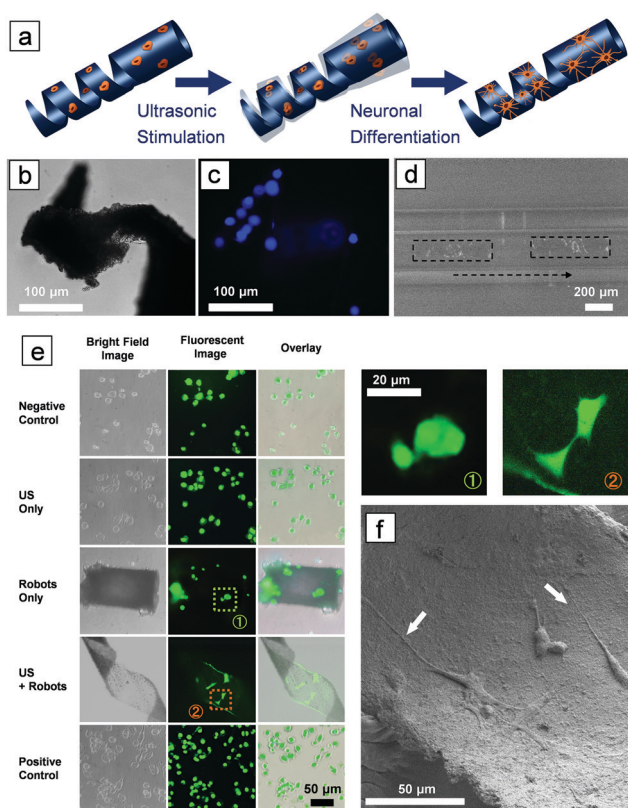 a
Ultrasonic
Stimulation
Neuronal
Differentiation
b
100 µm
c
100 µm
d
200 µm
e
Bright Field
Image
Fluorescent
Image
Overlay
Negative
Control
US
Only
Robots
Only
①
US
+ Robots
②
Positive
Control
50 µm
20 µm
①
②
f
50 µm